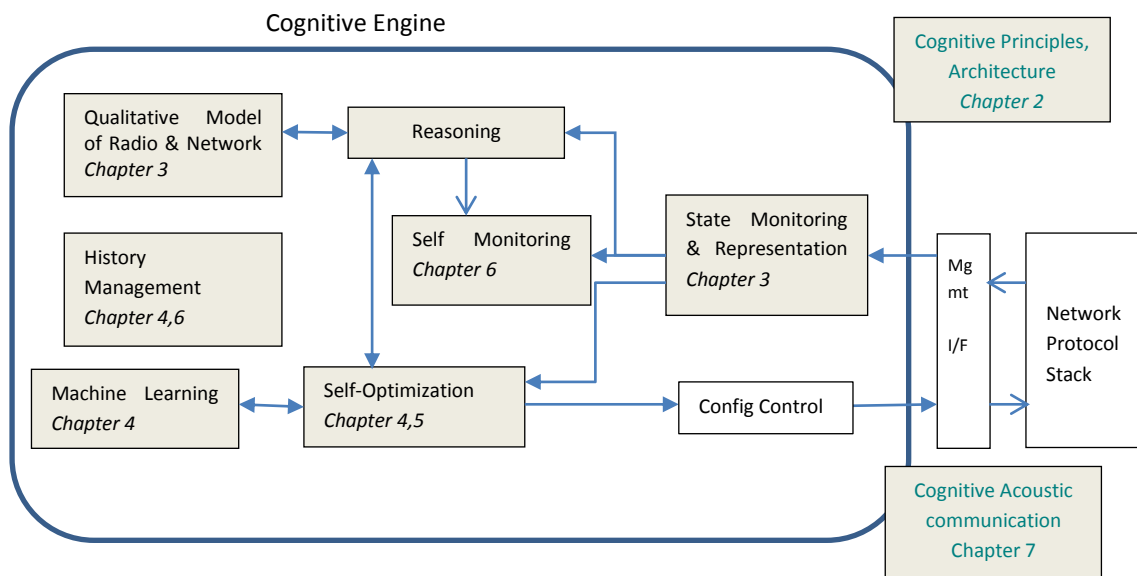 Cognitive Engine
Cognitive Principles,
Architecture
Chapter 2
Qualitative Model
of Radio & Network
Chapter 3
Reasoning
Self Monitoring
Chapter 6
State Monitoring
& Representation
Chapter 3
History
Management
Chapter 4,6
Mg
mt
I/F
Network
Protocol
Stack
Machine Learning
Chapter 4
Self-Optimization
Chapter 4,5
Config Control
Cognitive Acoustic
communication
Chapter 7